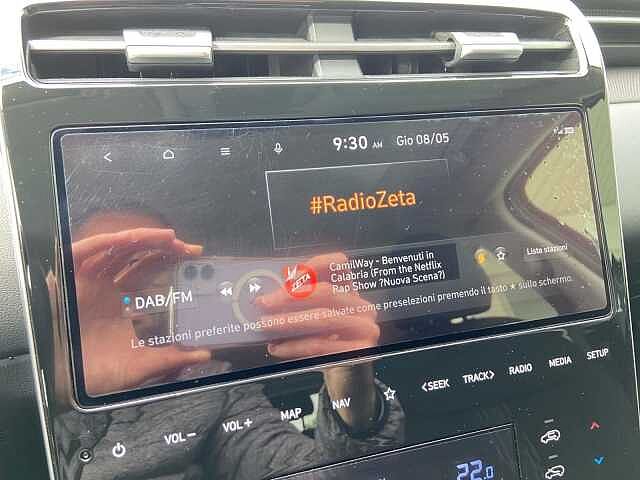 9:30 AM Gio 08/05
#RadioZeta
CamilWay - Benvenuti in
Calabria (From the Netflix
Rap Show ?Nuova Scena?)
Lista stazioni
ZETA
DAB/FM
Le stazioni preferite possono essere salvate come preselezioni premendo il tasto ★ sullo schermo.
VOL− VOL+ MAP NAV ☆ <SEEK TRACK> RADIO MEDIA SETUP
22.0